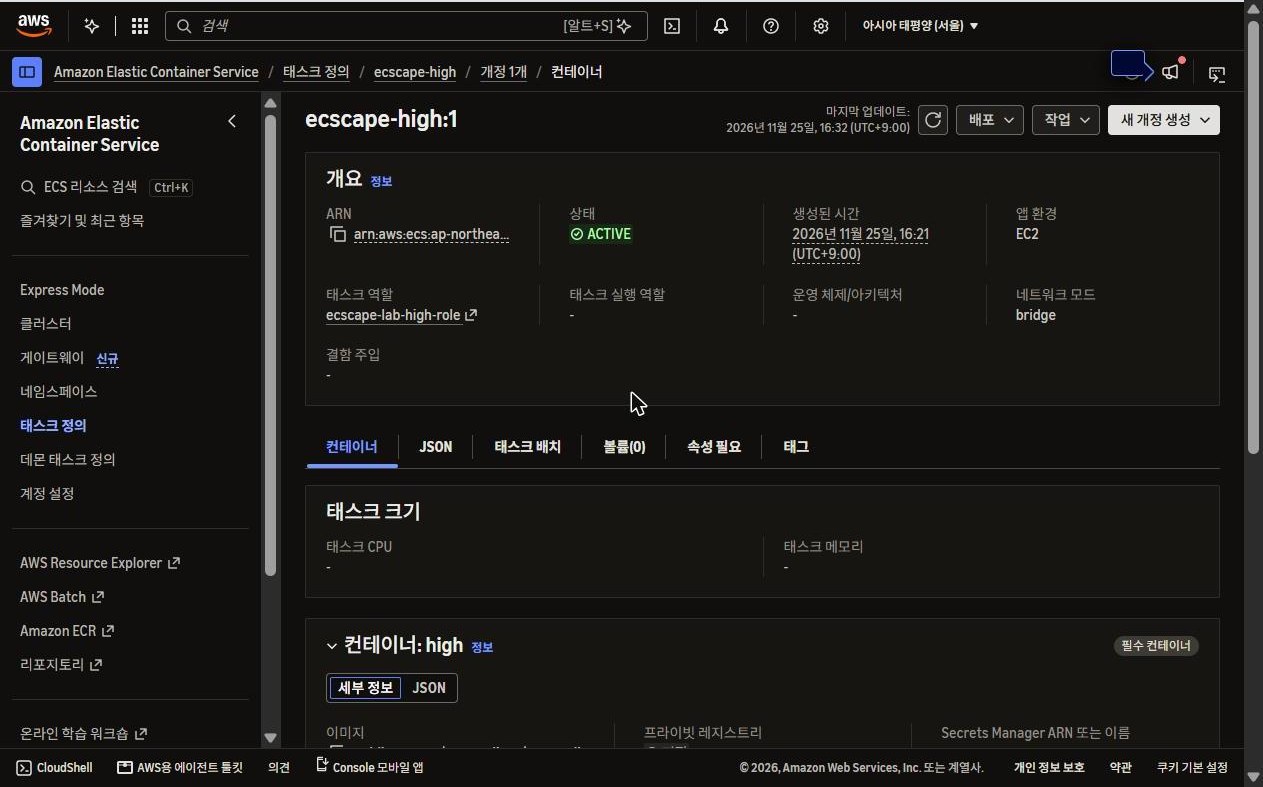 aws
검색 [알트+S]
아시아 태평양 (서울)
Amazon Elastic Container Service / 태스크 정의 / ecscape-high / 개정 1개 / 컨테이너
Amazon Elastic
Container Service
ECS 리소스 검색 Ctrl+K
즐겨찾기 및 최근 항목
Express Mode
클러스터
게이트웨이 신규
네임스페이스
태스크 정의
데몬 태스크 정의
계정 설정
AWS Resource Explorer
AWS Batch
Amazon ECR
리포지토리
온라인 학습 워크숍
ecscape-high:1
마지막 업데이트:
2026년 11월 25일, 16:32 (UTC+9:00)
배포 작업 새 개정 생성
개요 정보
ARN
arn:aws:ecs:ap-northea...
상태
ACTIVE
생성된 시간
2026년 11월 25일, 16:21
(UTC+9:00)
앱 환경
EC2
태스크 역할
ecscape-lab-high-role
태스크 실행 역할
-
운영 체제/아키텍처
-
네트워크 모드
bridge
결함 주입
-
컨테이너 JSON 태스크 배치 볼륨(0) 속성 필요 태그
태스크 크기
태스크 CPU
-
태스크 메모리
-
컨테이너: high 정보 필수 컨테이너
세부 정보 JSON
이미지 프라이빗 레지스트리 Secrets Manager ARN 또는 이름
CloudShell AWS용 에이전트 툴킷 의견 Console 모바일 앱 © 2026, Amazon Web Services, Inc. 또는 계열사. 개인 정보 보호 약관 쿠키 기본 설정